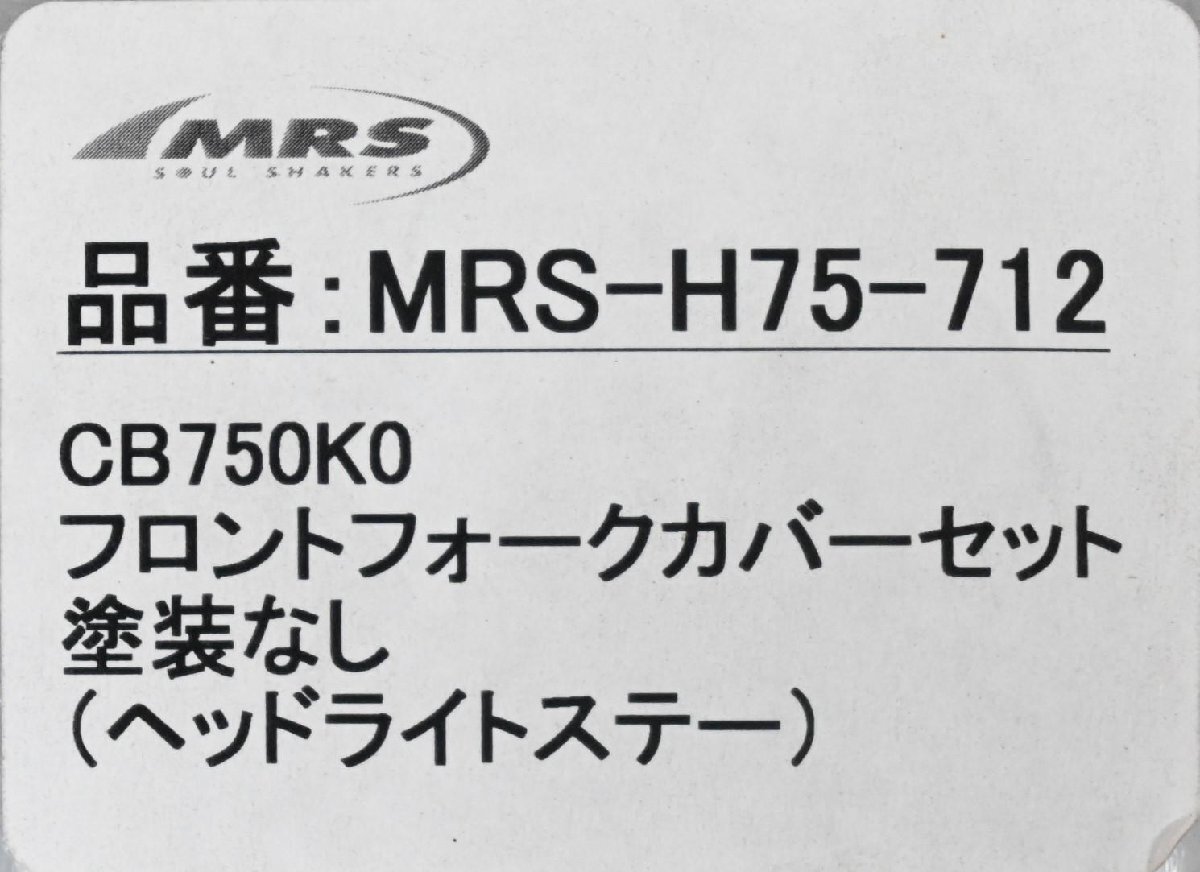 MRS
SOUL SHAKERS
品番:MRS-H75-712
CB750K0
フロントフォークカバーセット
塗装なし
(ヘッドライトステー)